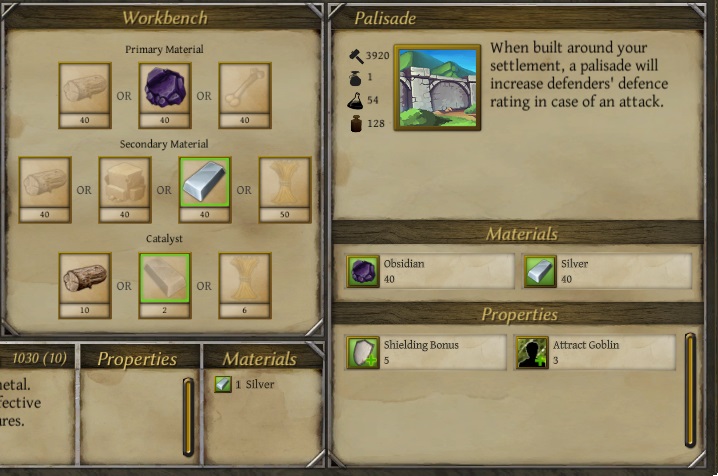 Workbench
Primary Material
40 OR 40 OR 40
Secondary Material
40 OR 40 OR 40 OR 50
Catalyst
10 OR 2 OR 6
1030 (10)
netal.
fective
ures.
Properties
Materials
1 Silver
Palisade
3920
1
54
128
When built around your
settlement, a palisade will
increase defenders' defence
rating in case of an attack.
Materials
Obsidian
40
Silver
40
Properties
Shielding Bonus
5
Attract Goblin
3